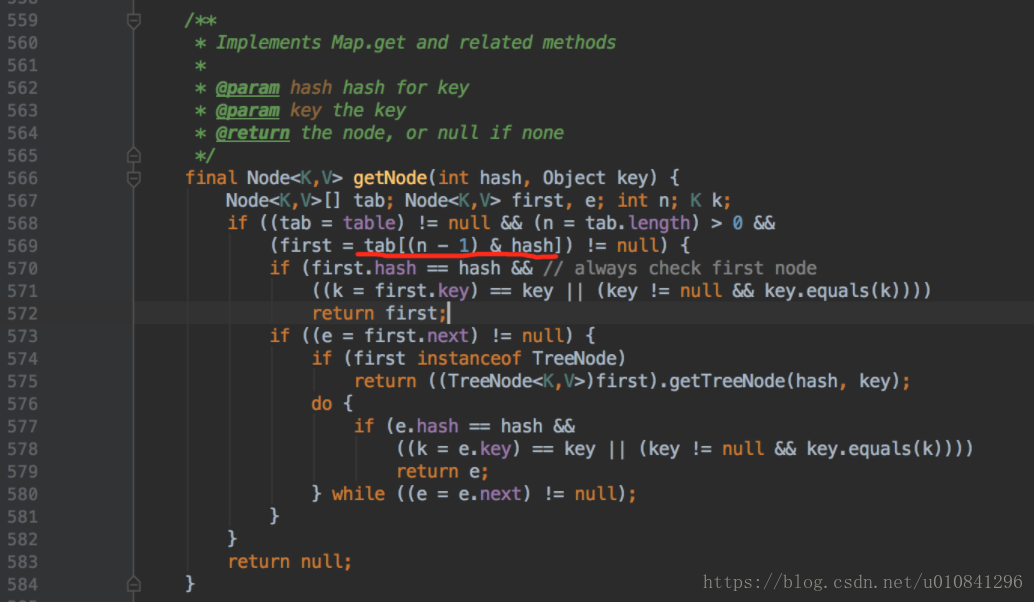 559 /**
560 * Implements Map.get and related methods
561 *
562 * @param hash hash for key
563 * @param key the key
564 * @return the node, or null if none
565 */
566 final Node<K,V> getNode(int hash, Object key) {
567 Node<K,V>[] tab; Node<K,V> first, e; int n; K k;
568 if ((tab = table) != null && (n = tab.length) > 0 &&
569 (first = tab[(n - 1) & hash]) != null) {
570 if (first.hash == hash && // always check first node
571 ((k = first.key) == key || (key != null && key.equals(k))))
572 return first;
573 if ((e = first.next) != null) {
574 if (first instanceof TreeNode)
575 return ((TreeNode<K,V>)first).getTreeNode(hash, key);
576 do {
577 if (e.hash == hash &&
578 ((k = e.key) == key || (key != null && key.equals(k))))
579 return e;
580 } while ((e = e.next) != null);
581 }
582 }
583 return null;
584 }
https://blog.csdn.net/u010841296